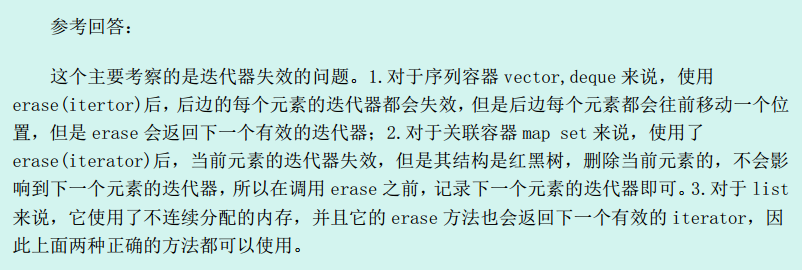 参考回答：
这个主要考察的是迭代器失效的问题。1.对于序列容器 vector,deque 来说，使用
erase(itertor)后，后边的每个元素的迭代器都会失效，但是后边每个元素都会往前移动一个位
置，但是 erase 会返回下一个有效的迭代器；2.对于关联容器 map set 来说，使用了
erase(iterator)后，当前元素的迭代器失效，但是其结构是红黑树，删除当前元素的，不会影
响到下一个元素的迭代器，所以在调用 erase 之前，记录下一个元素的迭代器即可。3.对于 list
来说，它使用了不连续分配的内存，并且它的 erase 方法也会返回下一个有效的 iterator，因
此上面两种正确的方法都可以使用。